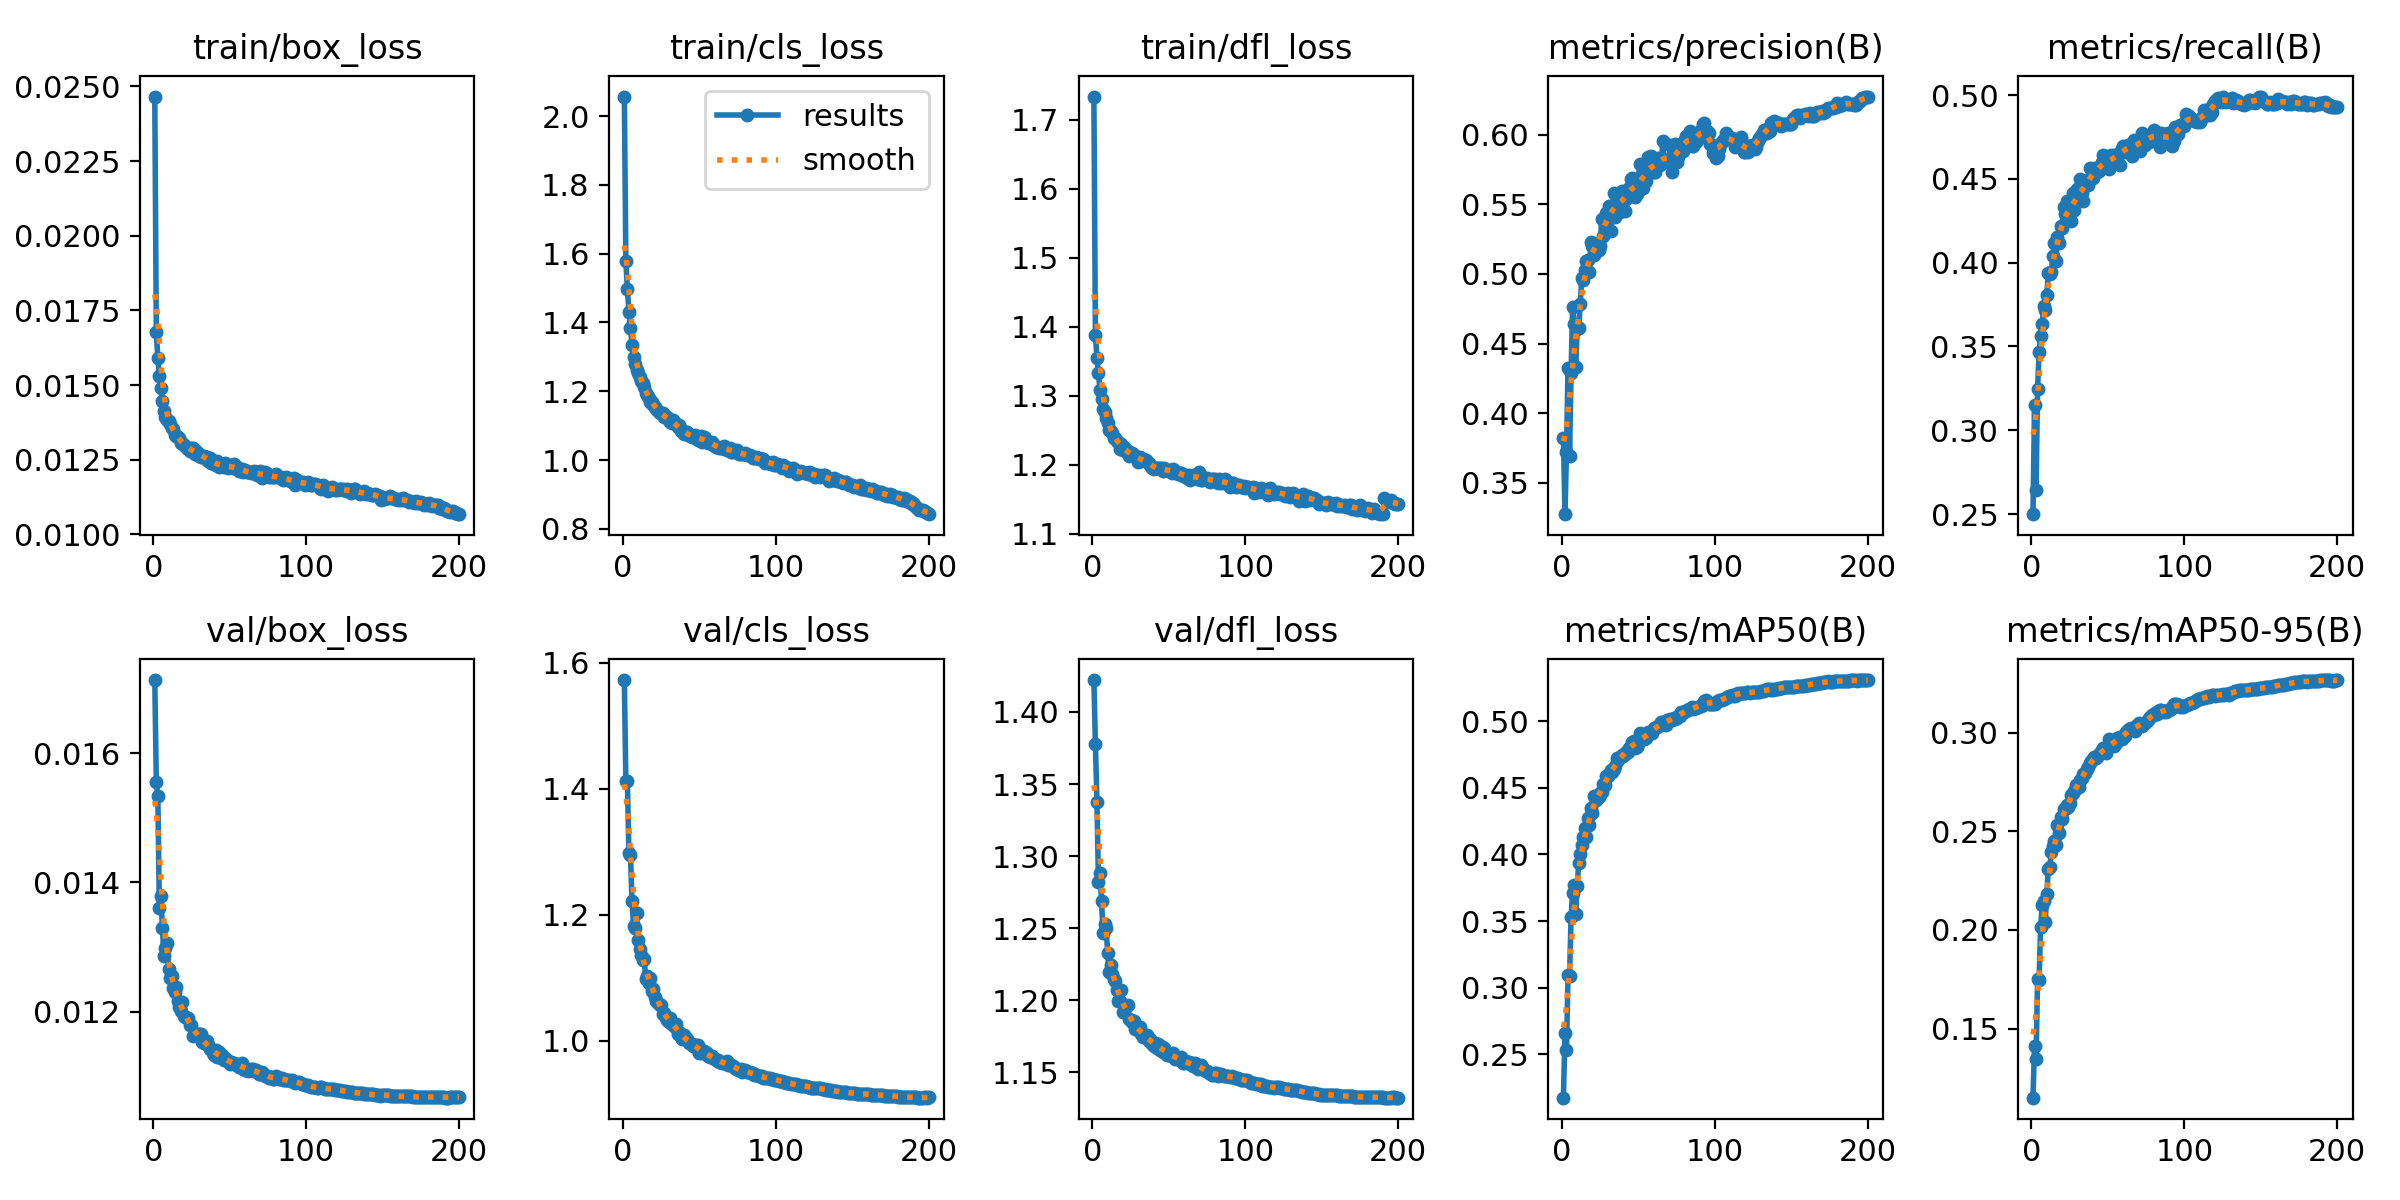 train/box_loss
0.0250
0.0225
0.0200
0.0175
0.0150
0.0125
0.0100
0 100 200
train/cls_loss
results
smooth
2.0
1.8
1.6
1.4
1.2
1.0
0.8
0 100 200
train/dfl_loss
1.7
1.6
1.5
1.4
1.3
1.2
1.1
0 100 200
metrics/precision(B)
0.60
0.55
0.50
0.45
0.40
0.35
0 100 200
metrics/recall(B)
0.50
0.45
0.40
0.35
0.30
0.25
0 100 200
val/box_loss
0.016
0.014
0.012
0 100 200
val/cls_loss
1.6
1.4
1.2
1.0
0 100 200
val/dfl_loss
1.40
1.35
1.30
1.25
1.20
1.15
0 100 200
metrics/mAP50(B)
0.50
0.45
0.40
0.35
0.30
0.25
0 100 200
metrics/mAP50-95(B)
0.30
0.25
0.20
0.15
0 100 200